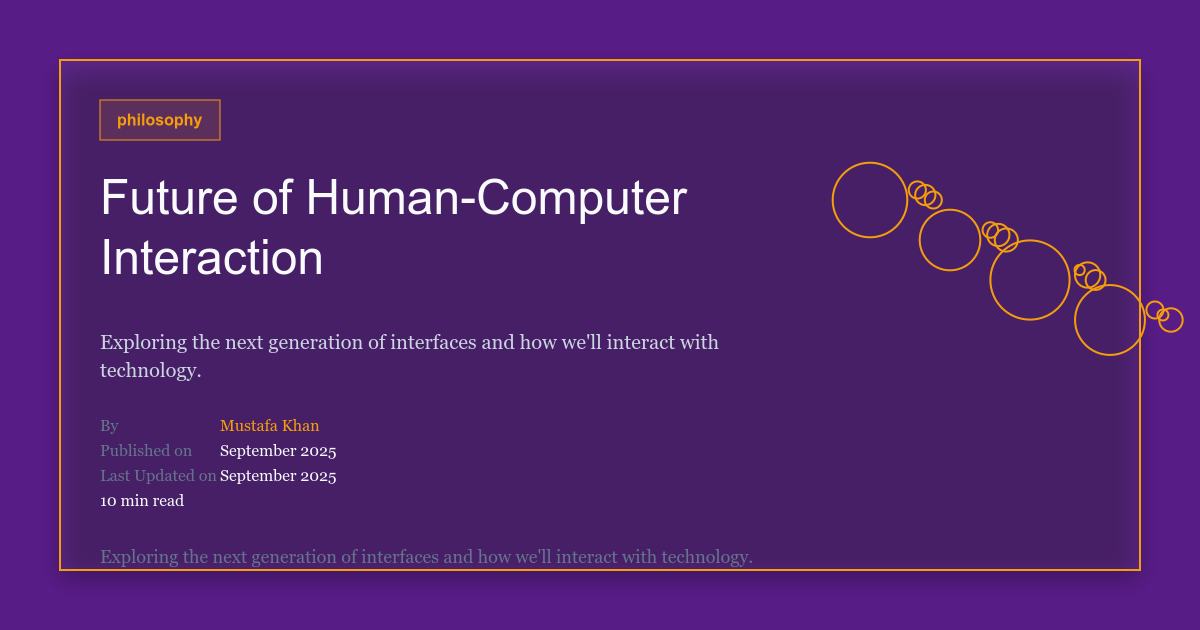 philosophy
Future of Human-Computer
Interaction
Exploring the next generation of interfaces and how we'll interact with
technology.
By Mustafa Khan
Published on September 2025
Last Updated on September 2025
10 min read
Exploring the next generation of interfaces and how we'll interact with technology.